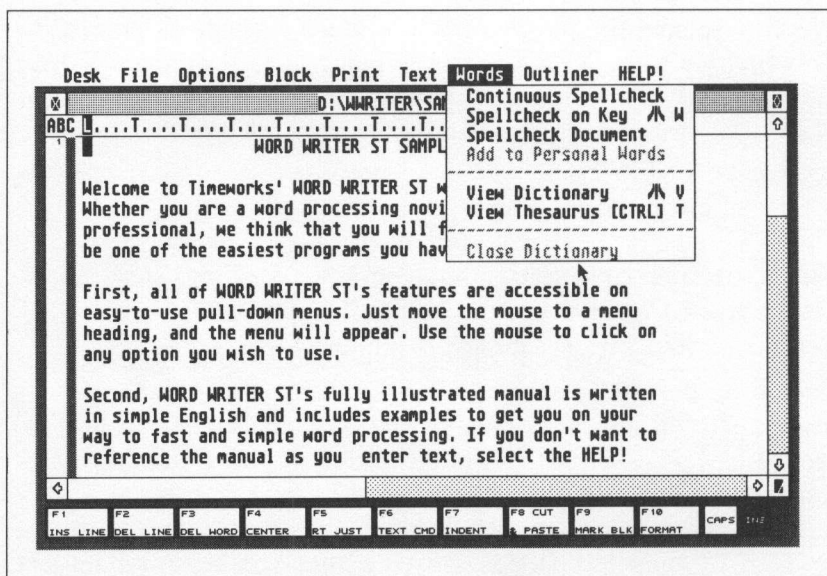 Desk File Options Block Print Text Words Outliner HELP!
D:\WWRITER\SAM
Continuous Spellcheck
Spellcheck on Key W
Spellcheck Document
Add to Personal Words
View Dictionary V
View Thesaurus [CTRL] T
Close Dictionary
ABC L....T....T....T....T....T....T....T..
1
WORD WRITER ST SAMPL
Welcome to Timeworks' WORD WRITER ST w
Whether you are a word processing novi
professional, we think that you will f
be one of the easiest programs you hav
First, all of WORD WRITER ST's features are accessible on
easy-to-use pull-down menus. Just move the mouse to a menu
heading, and the menu will appear. Use the mouse to click on
any option you wish to use.
Second, WORD WRITER ST's fully illustrated manual is written
in simple English and includes examples to get you on your
way to fast and simple word processing. If you don't want to
reference the manual as you  enter text, select the HELP!
F1 F2 F3 F4 F5 F6 F7 F8 CUT F9 F10 CAPS INS
INS LINE DEL LINE DEL WORD CENTER RT JUST TEXT CMD INDENT & PASTE MARK BLK FORMAT